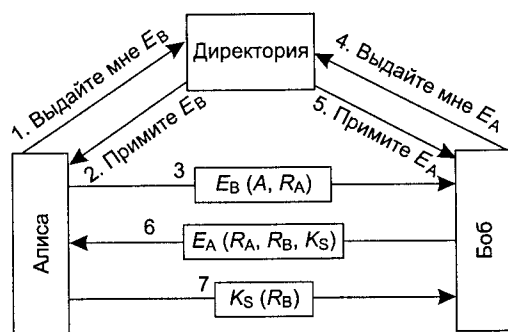 Директория
1. Выдайте мне E_B
2. Примите E_B
4. Выдайте мне E_A
5. Примите E_A
Алиса
Боб
3
E_B (A, R_A)
6
E_A (R_A, R_B, K_S)
7
K_S (R_B)